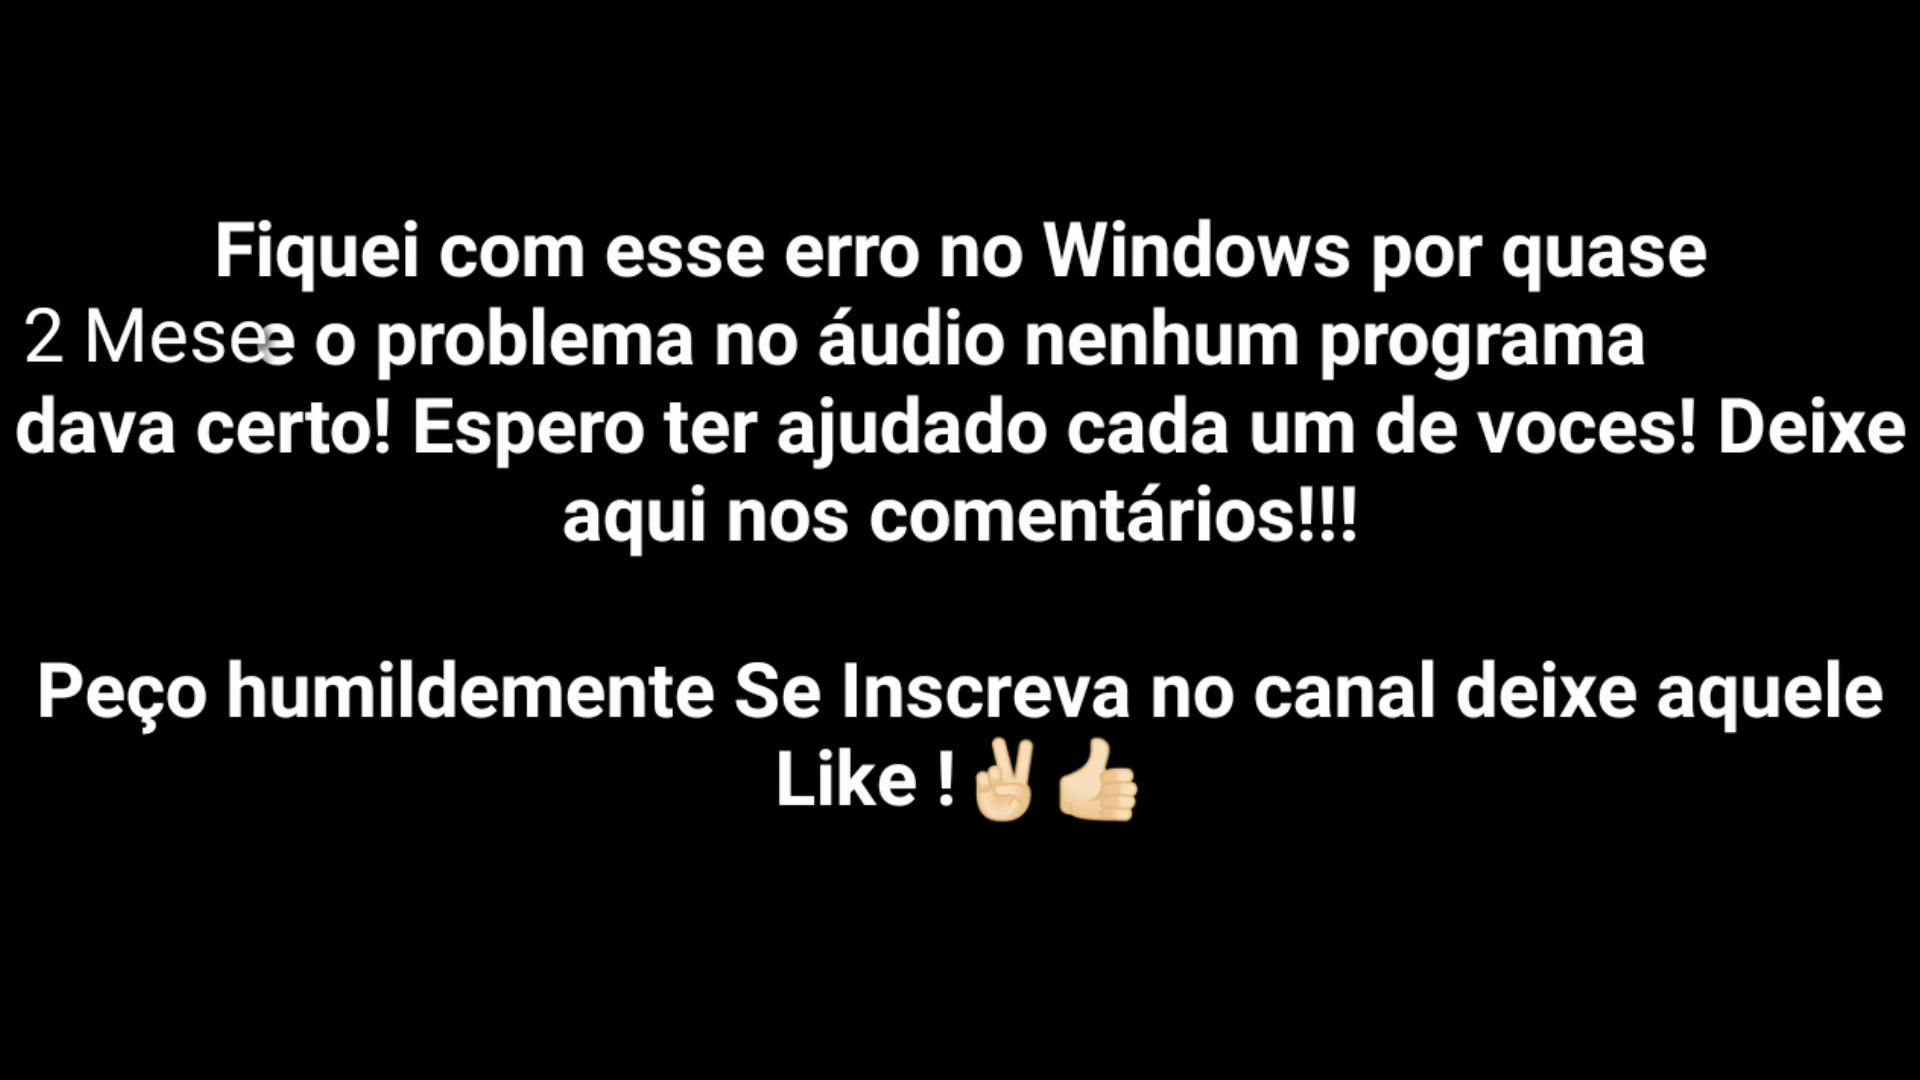 Fiquei com esse erro no Windows por quase
2 Mese e o problema no áudio nenhum programa
dava certo! Espero ter ajudado cada um de voces! Deixe
aqui nos comentários!!!
Peço humildemente Se Inscreva no canal deixe aquele
Like !✌🏻👍🏻